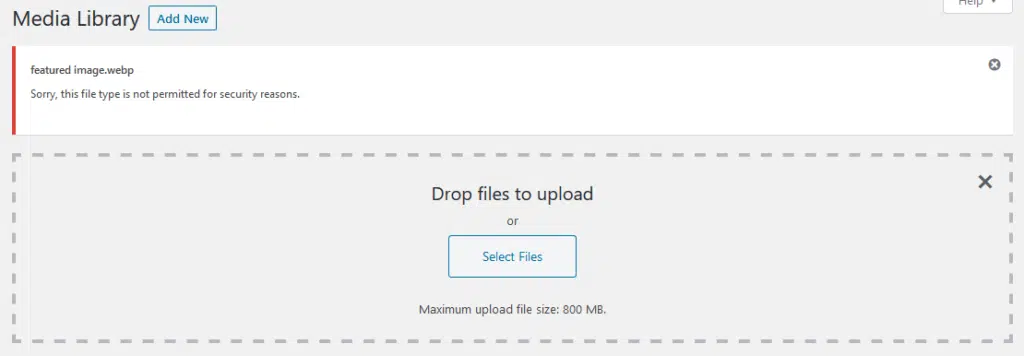 Help
Media Library
Add New
featured image.webp
Sorry, this file type is not permitted for security reasons.
Drop files to upload
or
Select Files
Maximum upload file size: 800 MB.